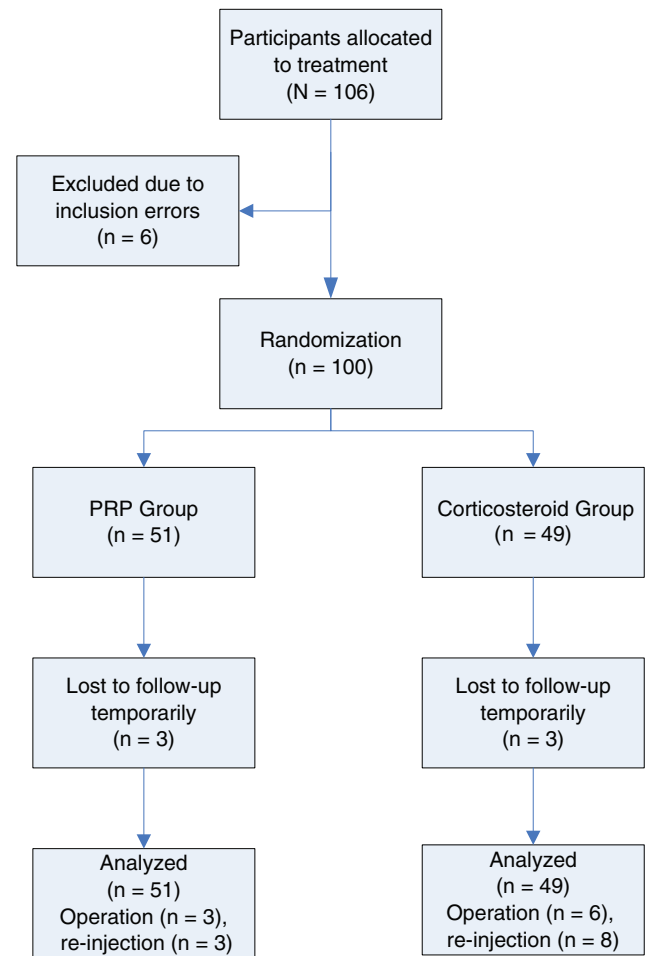 Participants allocated
to treatment
(N = 106)
Excluded due to
inclusion errors
(n = 6)
Randomization
(n = 100)
PRP Group
(n = 51)
Corticosteroid Group
(n = 49)
Lost to follow-up
temporarily
(n = 3)
Lost to follow-up
temporarily
(n = 3)
Analyzed
(n = 51)
Operation (n = 3),
re-injection (n = 3)
Analyzed
(n = 49)
Operation (n = 6),
re-injection (n = 8)